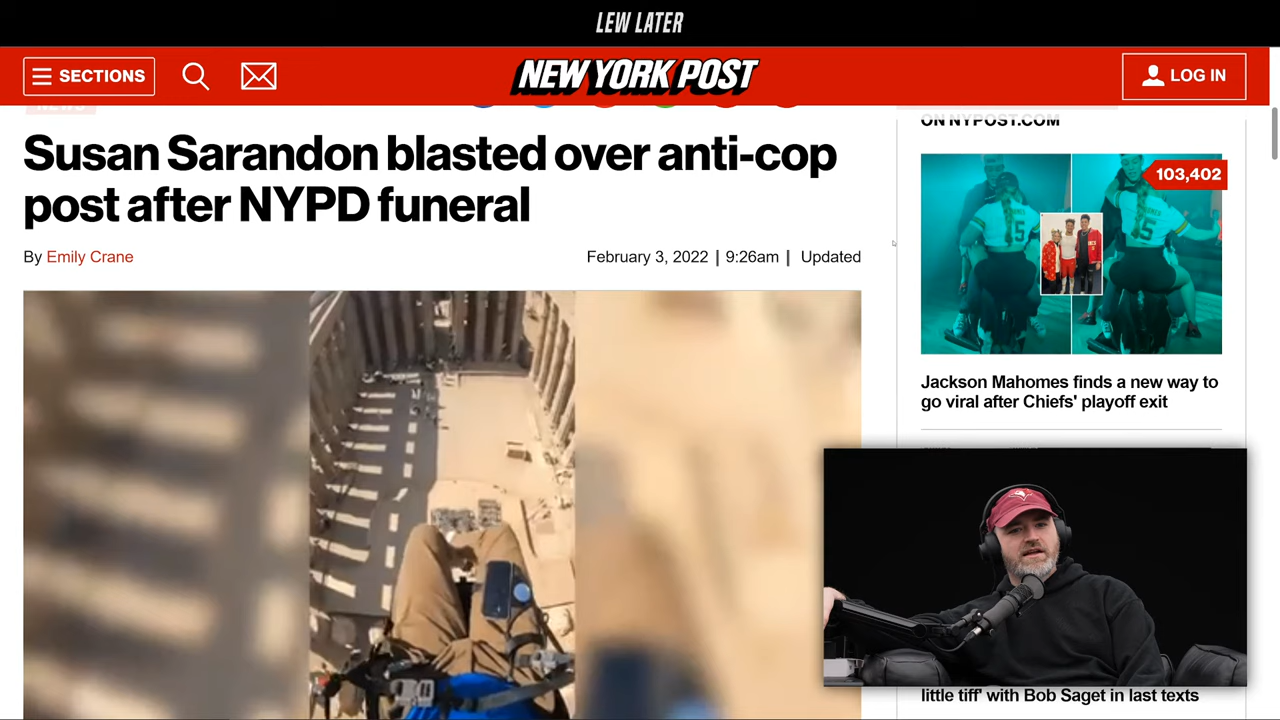 LEW LATER
SECTIONS
NEW YORK POST
LOG IN
NEWS
ON NYPOST.COM
Susan Sarandon blasted over anti-cop
post after NYPD funeral
By Emily Crane
February 3, 2022 | 9:26am | Updated
103,402
Jackson Mahomes finds a new way to
go viral after Chiefs' playoff exit
little tiff' with Bob Saget in last texts